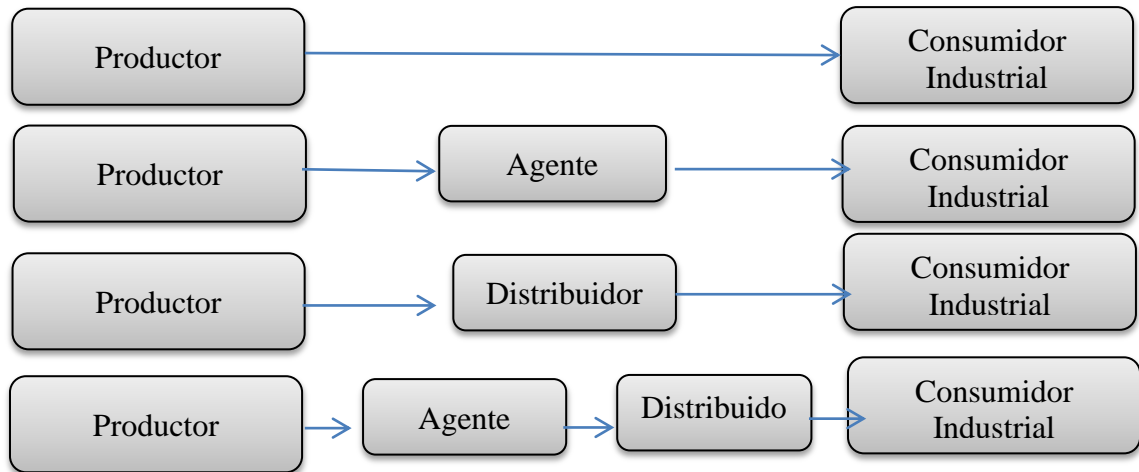 Productor
Consumidor
Industrial
Productor
Agente
Consumidor
Industrial
Productor
Distribuidor
Consumidor
Industrial
Productor
Agente
Distribuido
Consumidor
Industrial